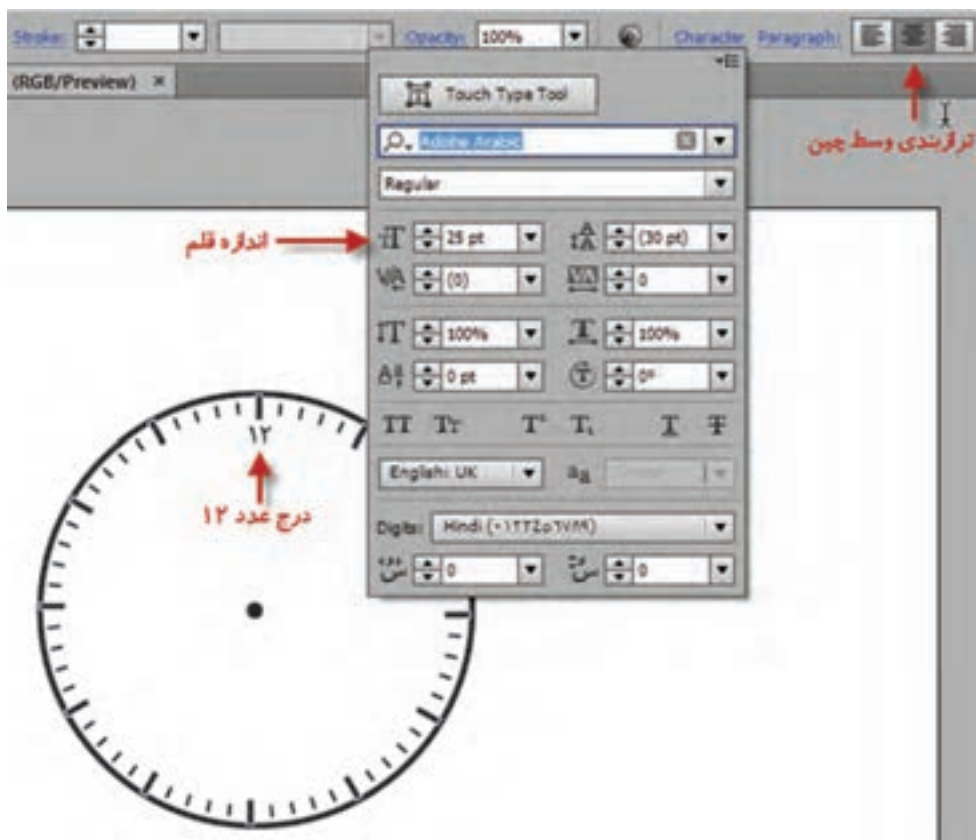 Stroke: Opacity: 100% Character Paragraph:
(RGB/Preview) ×
Touch Type Tool
ترازبندی وسط چین
Adobe Arabic
Regular
اندازه قلم
25 pt (30 pt)
(0) 0
100% 100%
0 pt 0°
۱۲
English: UK
درج عدد ۱۲
Digits: Hindi
0 0